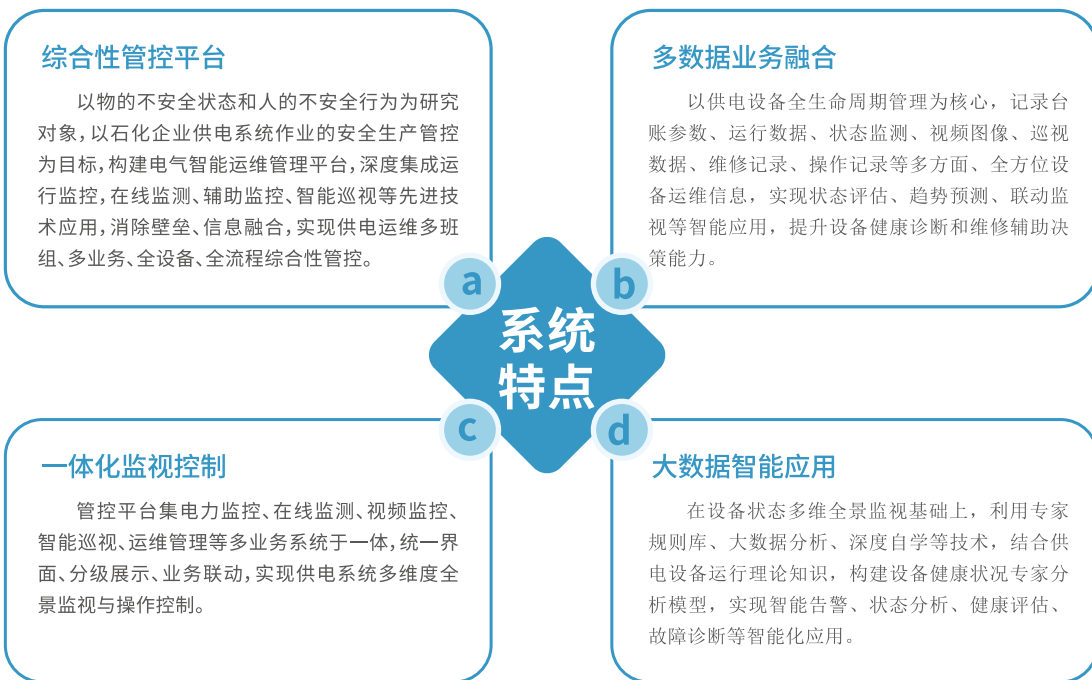 综合性管控平台
以物的不安全状态和人的不安全行为为研究
对象,以石化企业供电系统作业的安全生产管控
为目标,构建电气智能运维管理平台,深度集成运
行监控,在线监测、辅助监控、智能巡视等先进技
术应用,消除壁垒、信息融合,实现供电运维多班
组、多业务、全设备、全流程综合性管控。
多数据业务融合
以供电设备全生命周期管理为核心，记录台
账参数、运行数据、状态监测、视频图像、巡视
数据、维修记录、操作记录等多方面、全方位设
备运维信息，实现状态评估、趋势预测、联动监
视等智能应用，提升设备健康诊断和维修辅助决
策能力。
a
b
系统
特点
c
d
一体化监视控制
管控平台集电力监控、在线监测、视频监控、
智能巡视、运维管理等多业务系统于一体,统一界
面、分级展示、业务联动,实现供电系统多维度全
景监视与操作控制。
大数据智能应用
在设备状态多维全景监视基础上，利用专家
规则库、大数据分析、深度自学等技术，结合供
电设备运行理论知识，构建设备健康状况专家分
析模型，实现智能告警、状态分析、健康评估、
故障诊断等智能化应用。